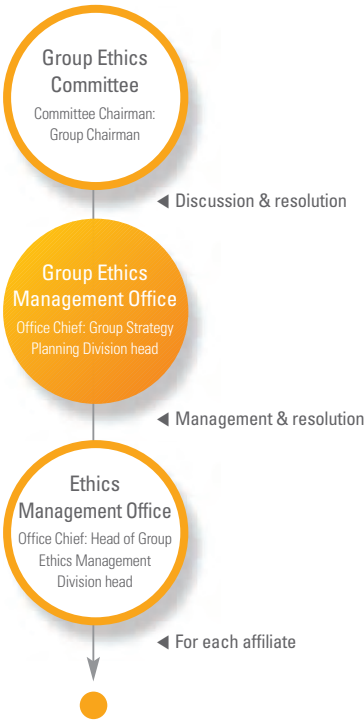 Group Ethics
Committee
Committee Chairman:
Group Chairman
◀ Discussion & resolution
Group Ethics
Management Office
Office Chief: Group Strategy
Planning Division head
◀ Management & resolution
Ethics
Management Office
Office Chief: Head of Group
Ethics Management
Division head
◀ For each affiliate